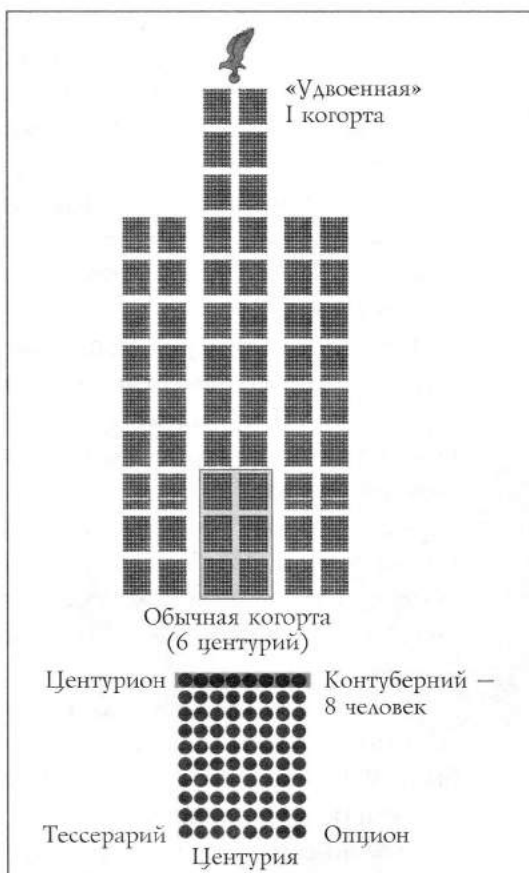 «Удвоенная»
I когорта
Обычная когорта
(6 центурий)
Центурион
Контуберний –
8 человек
Тессерарий
Опцион
Центурия